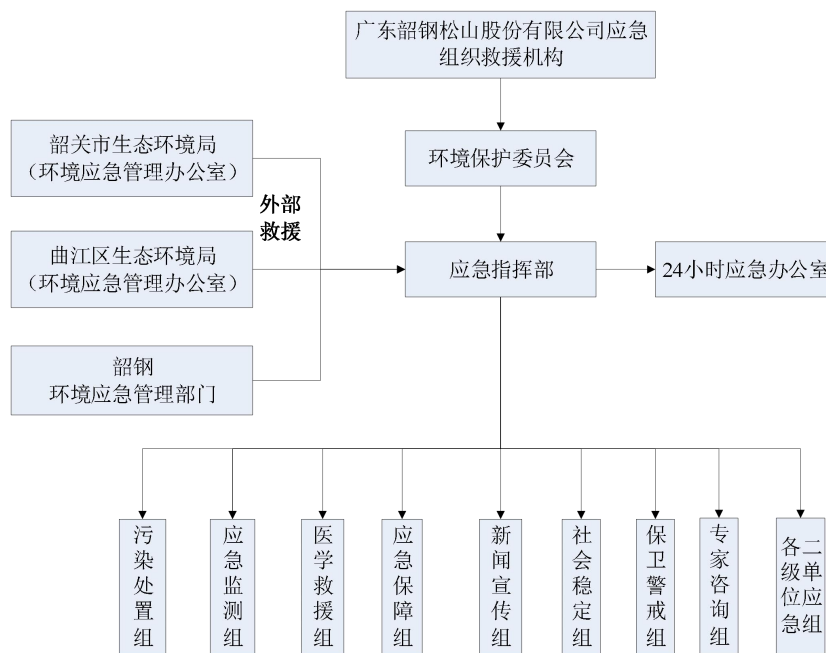 广东韶钢松山股份有限公司应急
组织救援机构
韶关市生态环境局
（环境应急管理办公室）
环境保护委员会
外部
救援
曲江区生态环境局
（环境应急管理办公室）
应急指挥部
24小时应急办公室
韶钢
环境应急管理部门
污染处置组
应急监测组
医学救援组
应急保障组
新闻宣传组
社会稳定组
保卫警戒组
专家咨询组
各二
级单
位应
急组